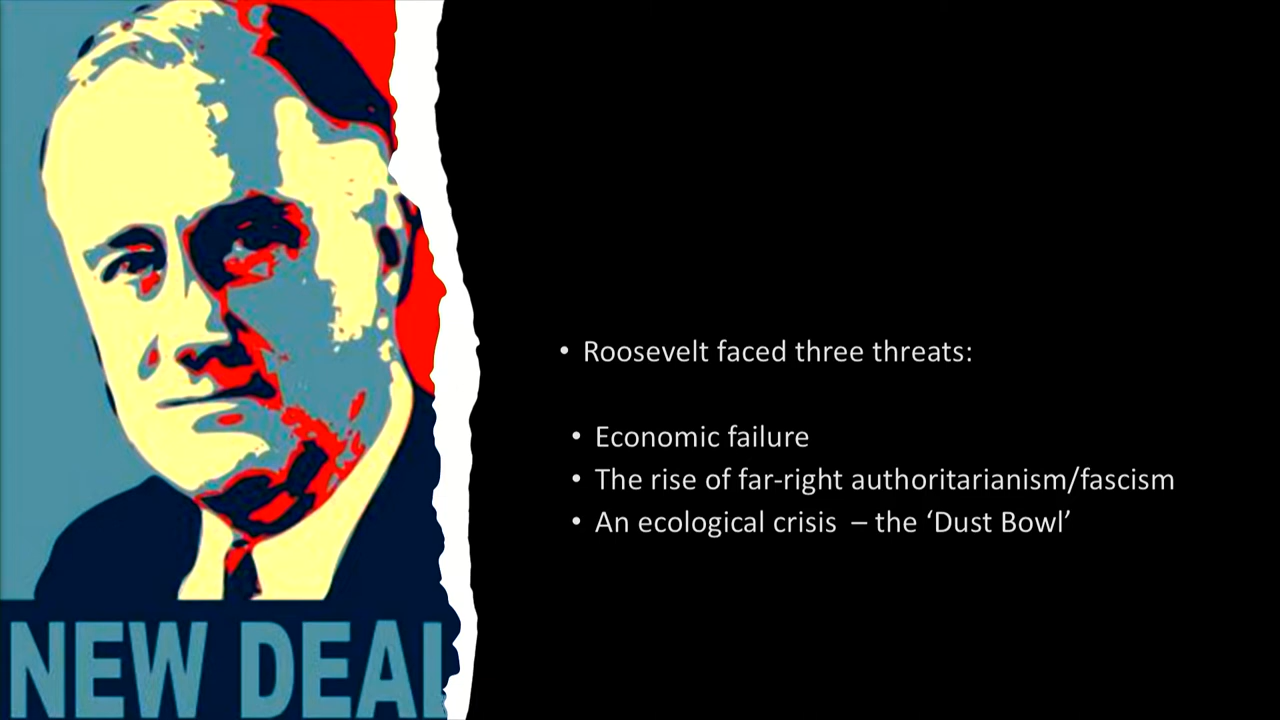 • Roosevelt faced three threats:
• Economic failure
• The rise of far-right authoritarianism/fascism
• An ecological crisis – the ‘Dust Bowl’
NEW DEAL